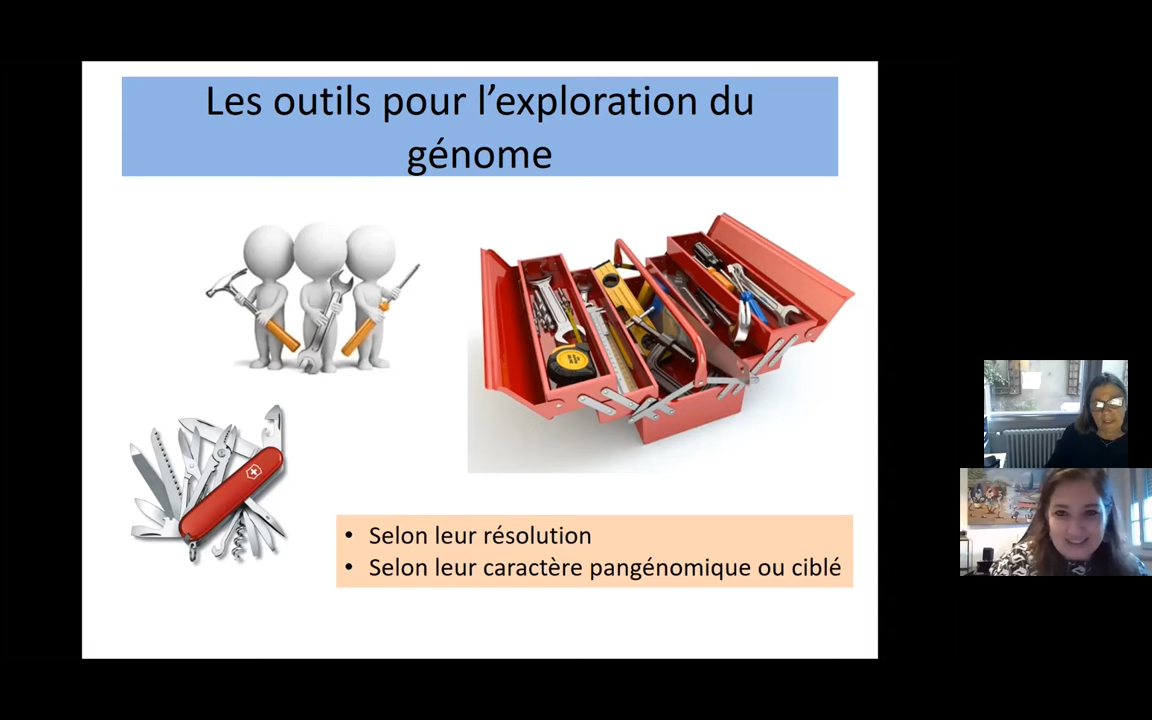 Les outils pour l’exploration du
génome
• Selon leur résolution
• Selon leur caractère pangénomique ou ciblé